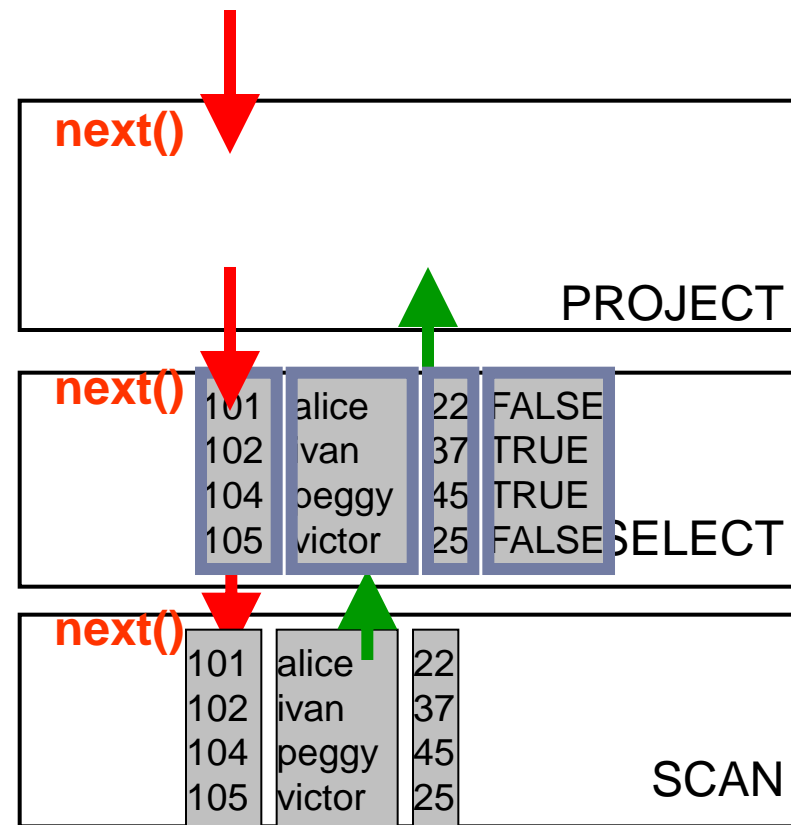 next()
PROJECT
next()
101 alice 22 FALSE
102 ivan 37 TRUE
104 peggy 45 TRUE
105 victor 25 FALSE
SELECT
next()
101 alice 22
102 ivan 37
104 peggy 45
105 victor 25
SCAN